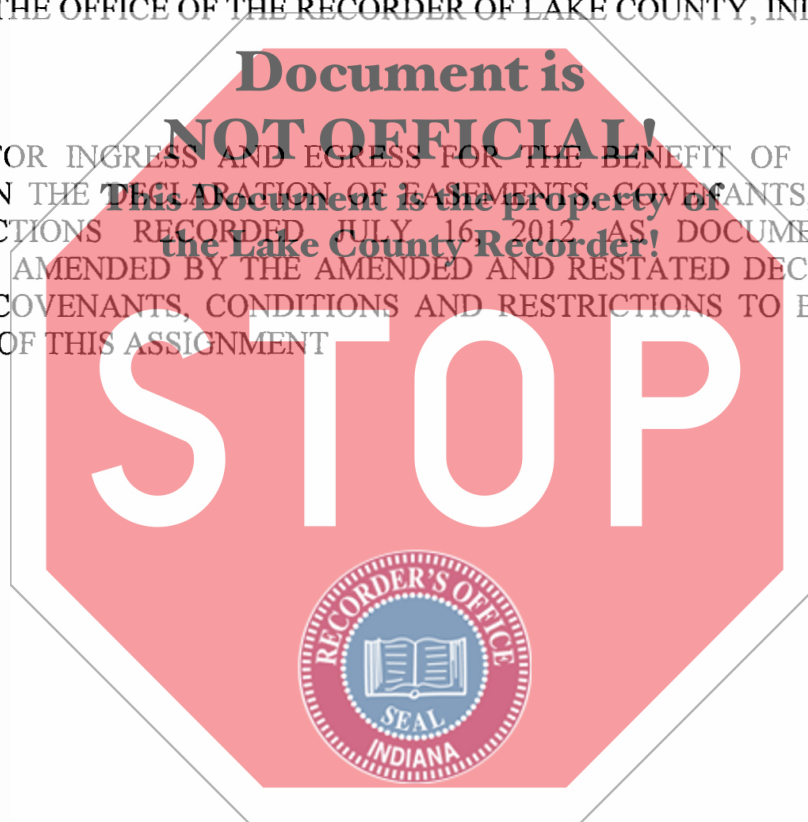 THE OFFICE OF THE RECORDER OF LAKE COUNTY, IND
Document is
NOT OFFICIAL!
This Document is the property of
the Lake County Recorder!
OR INGRESS AND EGRESS FOR THE BENEFIT OF
N THE DECLARATION OF EASEMENTS, COVENANTS,
CTIONS RECORDED JULY 16, 2012 AS DOCUME
AMENDED BY THE AMENDED AND RESTATED DEC
COVENANTS, CONDITIONS AND RESTRICTIONS TO
OF THIS ASSIGNMENT
STOP
RECORDER'S OFFICE
SEAL
INDIANA